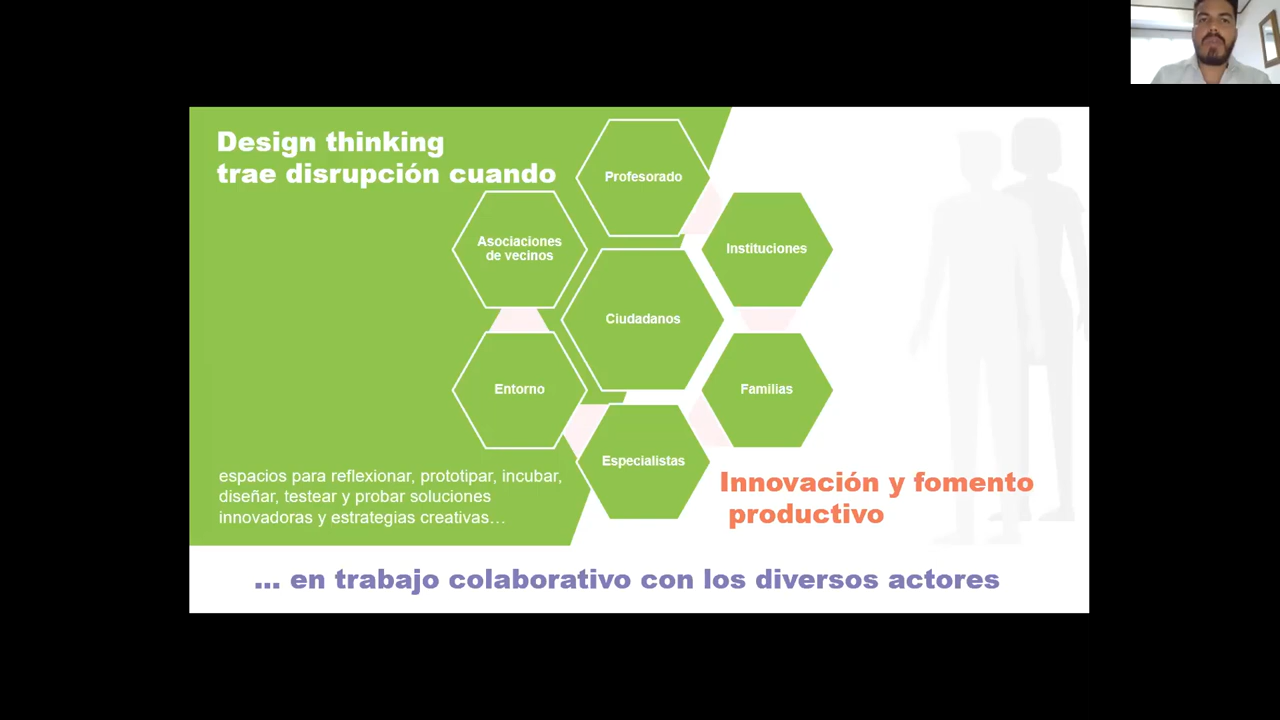 Design thinking
trae disrupción cuando
Profesorado
Asociaciones
de vecinos
Instituciones
Ciudadanos
Entorno
Familias
Especialistas
espacios para reflexionar, prototipar, incubar,
diseñar, testear y probar soluciones
innovadoras y estrategias creativas…
Innovación y fomento
productivo
... en trabajo colaborativo con los diversos actores